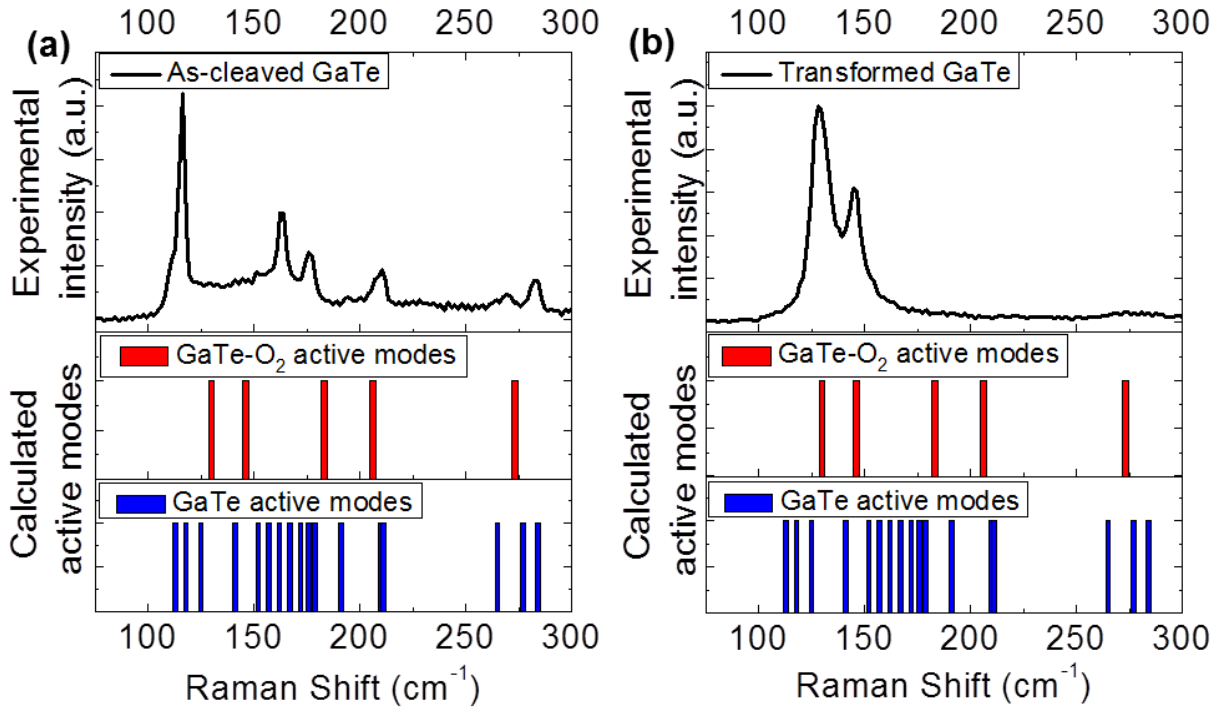 100 150 200 250 300
(a)
As-cleaved GaTe
Experimental
intensity (a.u.)
GaTe-O₂ active modes
GaTe active modes
Calculated
active modes
100 150 200 250 300
Raman Shift (cm⁻¹)
100 150 200 250 300
(b)
Transformed GaTe
Experimental
intensity (a.u.)
GaTe-O₂ active modes
GaTe active modes
Calculated
active modes
100 150 200 250 300
Raman Shift (cm⁻¹)